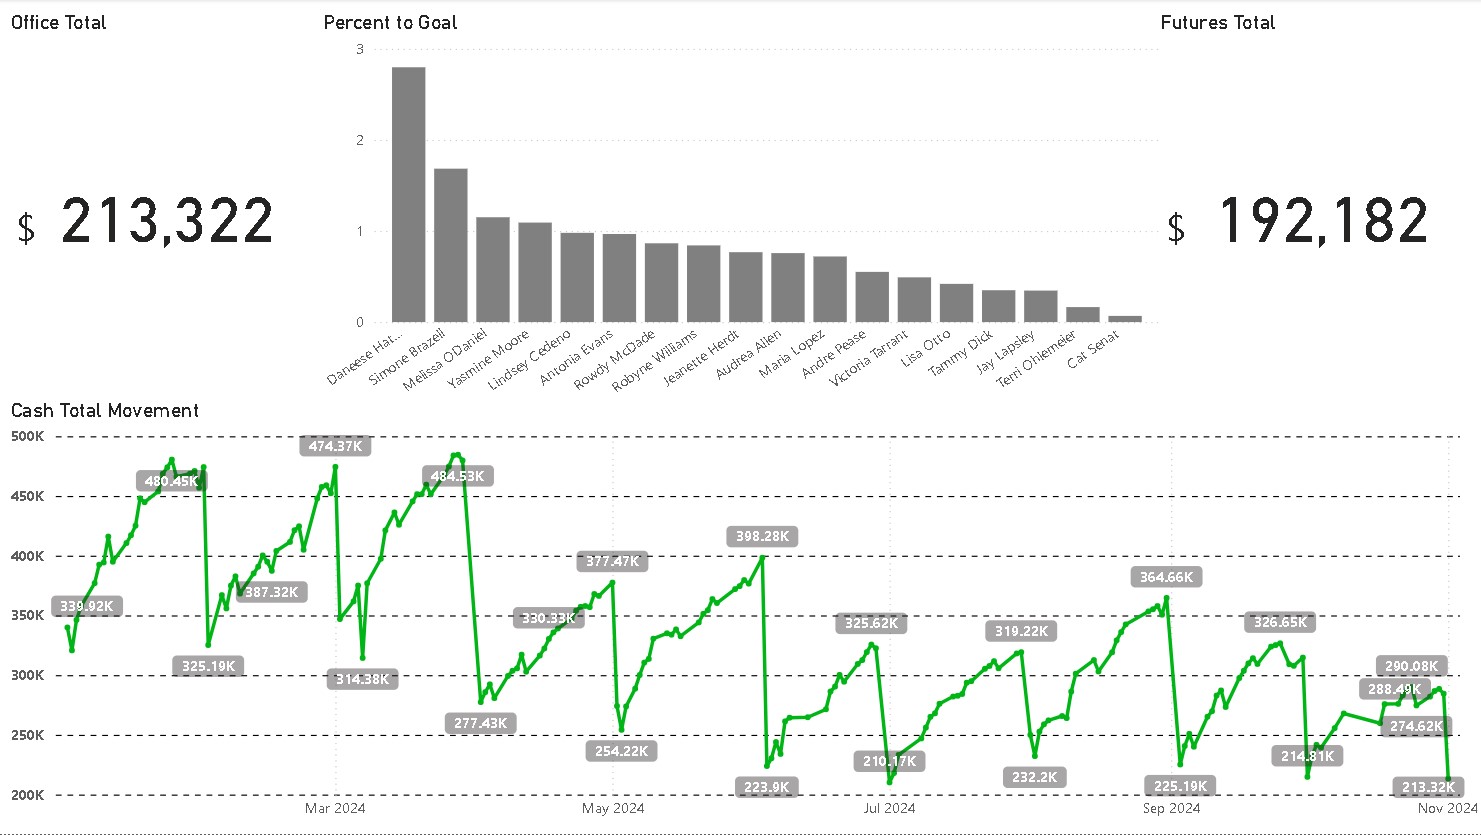 Office Total
Percent to Goal
Futures Total
3
2
1
0
$ 213,322
$ 192,182
Daneese Hat...
Simone Brazell
Melissa ODaniel
Yasmine Moore
Lindsey Cedeno
Antonia Evans
Rowdy McDade
Robyne Williams
Jeanette Herdt
Audrea Allen
Maria Lopez
Andre Pease
Victoria Tarrant
Lisa Otto
Tammy Dick
Jay Lapsley
Terri Ohlemeier
Cat Senat
Cash Total Movement
500K
450K
400K
350K
300K
250K
200K
339.92K
480.45K
325.19K
387.32K
474.37K
314.38K
484.53K
277.43K
330.33K
377.47K
254.22K
398.28K
223.9K
325.62K
210.17K
319.22K
232.2K
364.66K
225.19K
326.65K
214.81K
290.08K
288.49K
274.62K
213.32K
Mar 2024
May 2024
Jul 2024
Sep 2024
Nov 2024